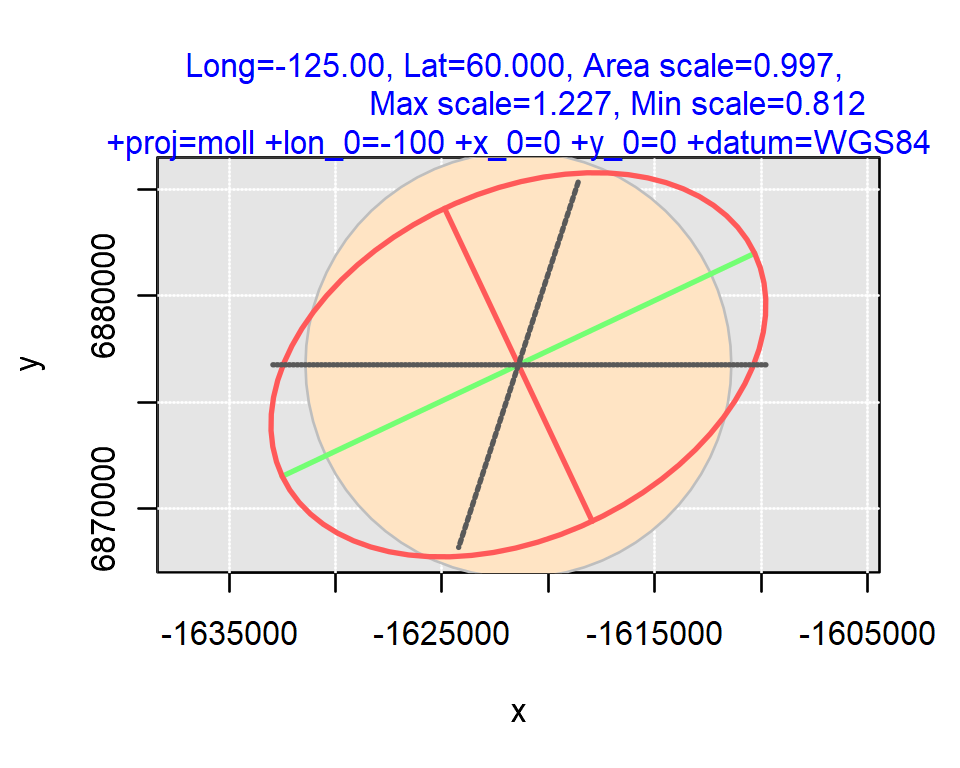 Long=-125.00, Lat=60.000, Area scale=0.997,
Max scale=1.227, Min scale=0.812
+proj=moll +lon_0=-100 +x_0=0 +y_0=0 +datum=WGS84
y
6880000
6870000
-1635000 -1625000 -1615000 -1605000
x